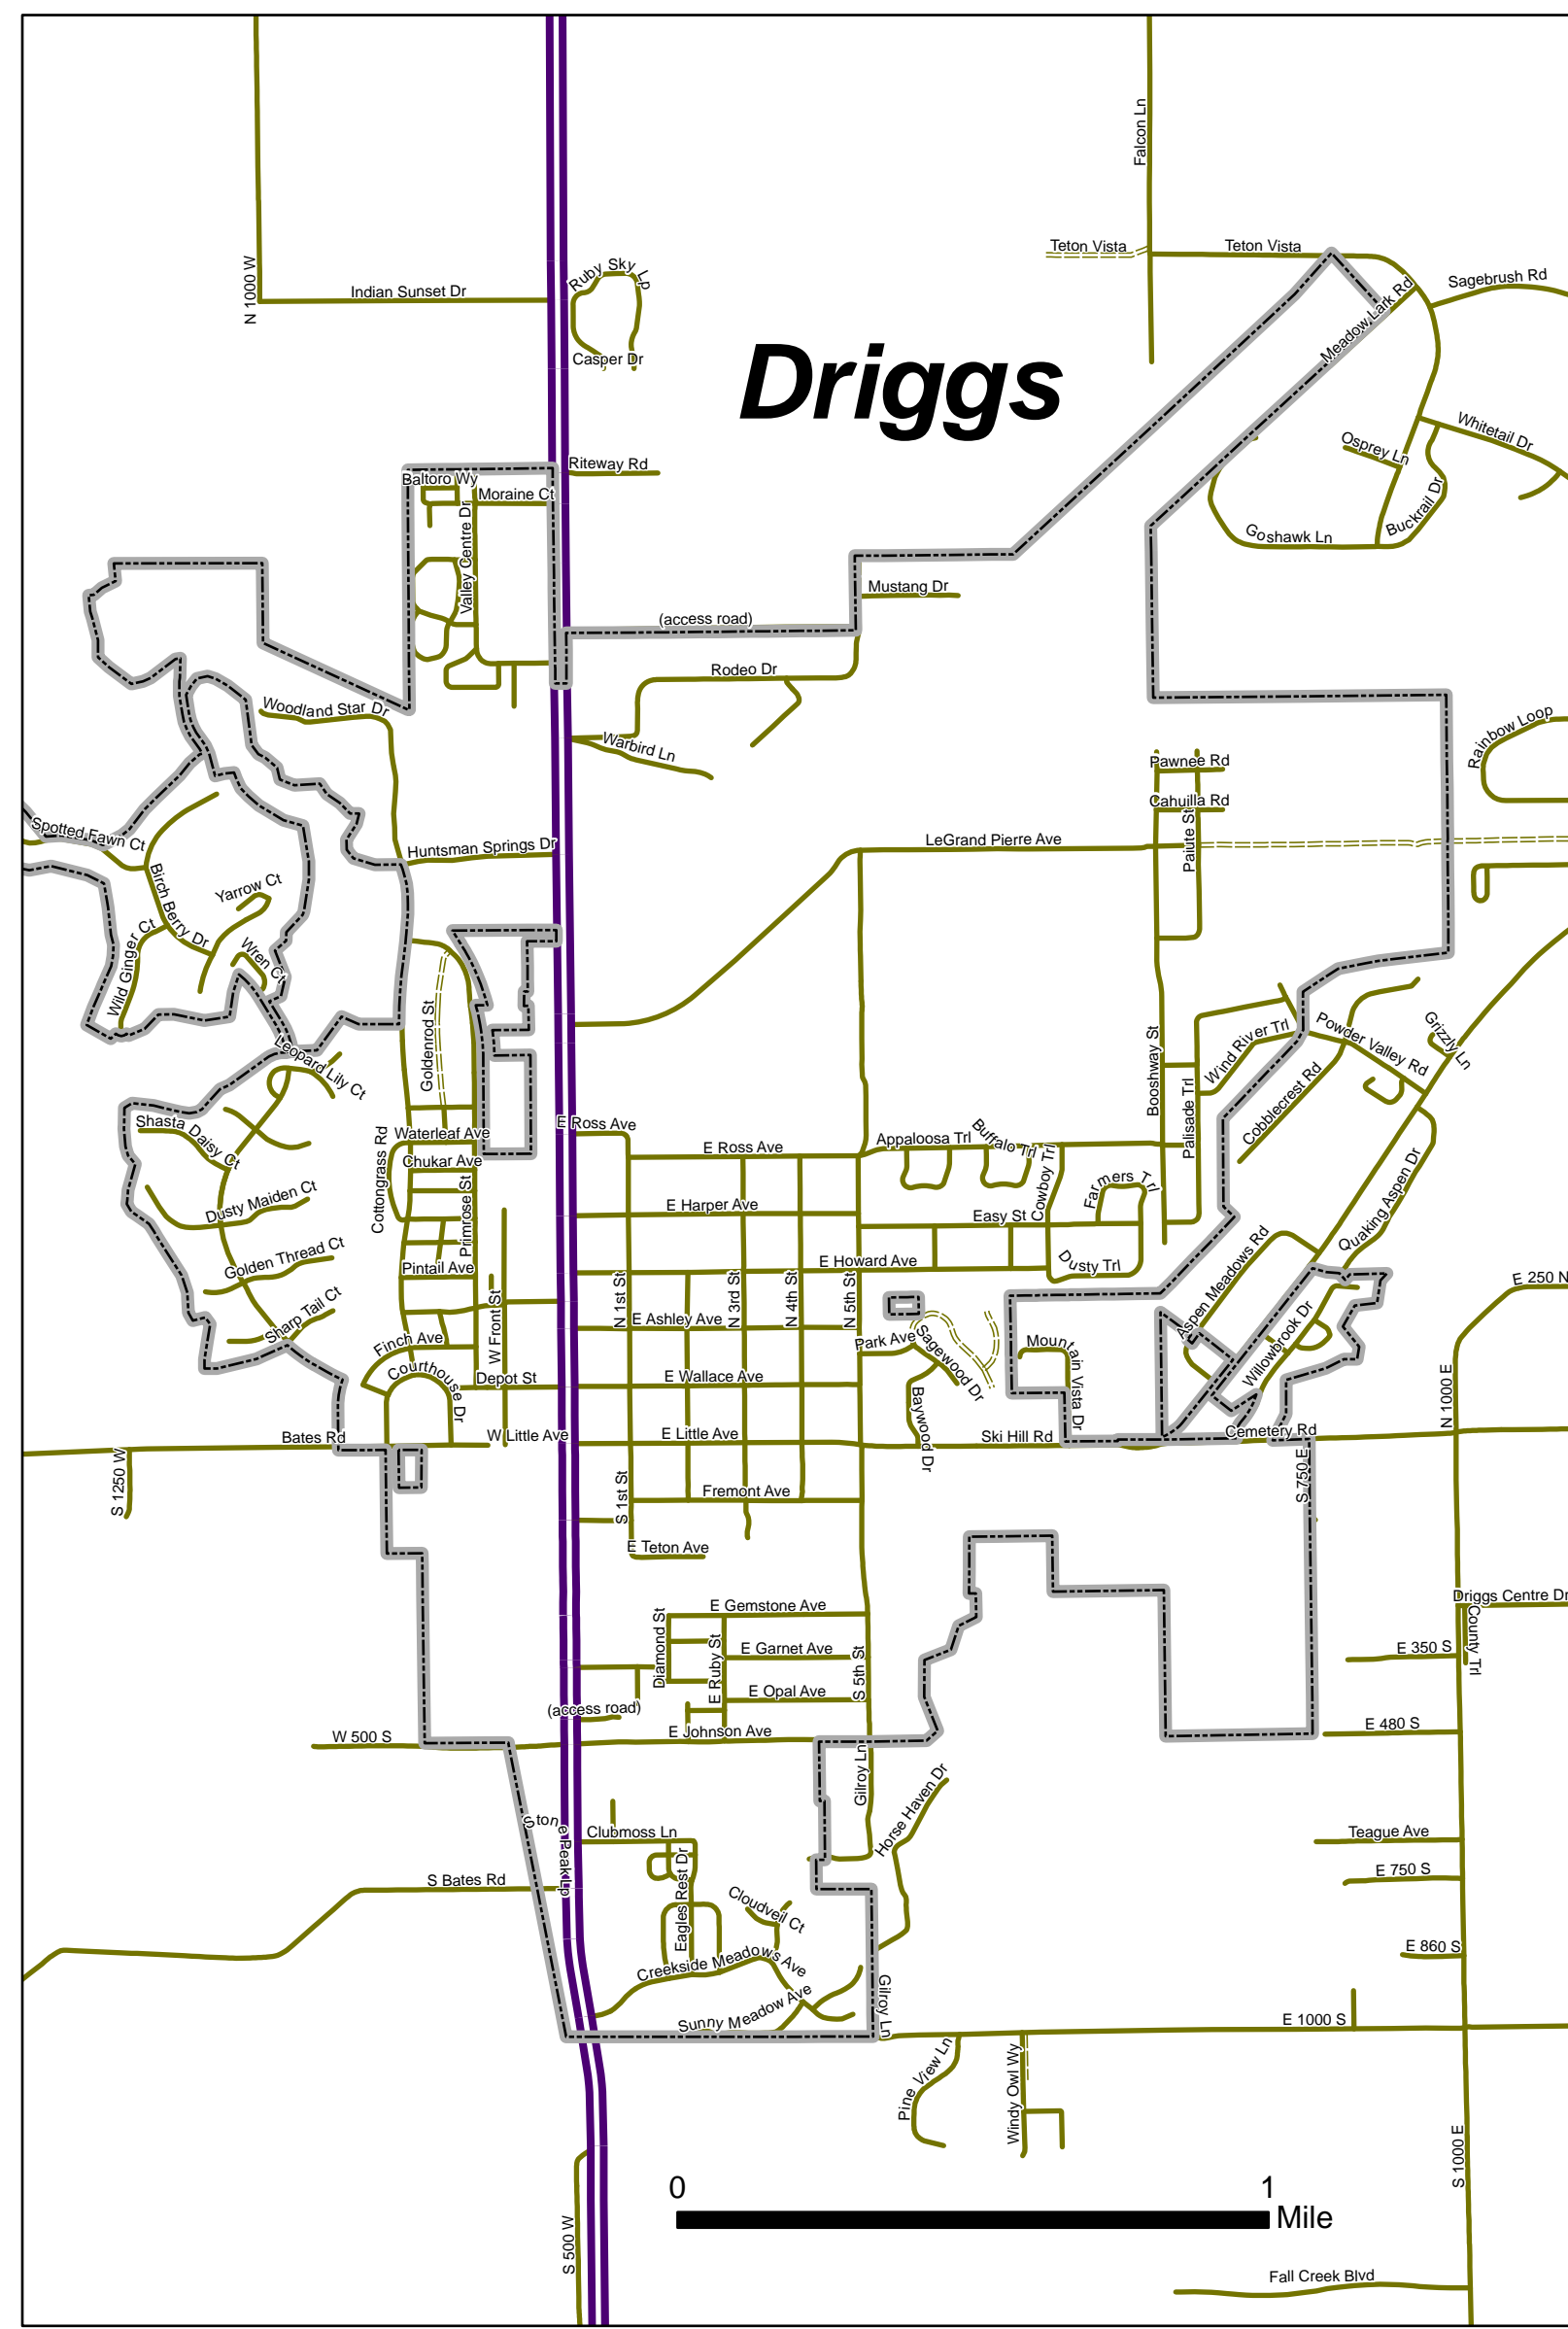 Falcon Ln
Teton Vista
Teton Vista
N 1000 W
Indian Sunset Dr
Ruby Sky Lp
Casper Dr
Sagebrush Rd
Meadow Lark Rd
Driggs
Whitetail Dr
Osprey Ln
Buckrail Dr
Goshawk Ln
Riteway Rd
Baltoro Wy
Moraine Ct
Valley Centre Dr
Mustang Dr
(access road)
Rodeo Dr
Woodland Star Dr
Warbird Ln
Rainbow Loop
Pawnee Rd
Cahuilla Rd
Paiute St
LeGrand Pierre Ave
Spotted Fawn Ct
Huntsman Springs Dr
Birch Berry Dr
Yarrow Ct
Wild Ginger Ct
Wren Ct
Goldenrod St
Leopard Lily Ct
Booshway St
Palisade Trl
Wind River Trl
Powder Valley Rd
Grizzly Ln
Cobblecrest Rd
Shasta Daisy Ct
Waterleaf Ave
E Ross Ave
E Ross Ave
Appaloosa Trl
Buffalo Trl
Cowboy Trl
Farmers Trl
Chukar Ave
Cottongrass Rd
Primrose St
Dusty Maiden Ct
E Harper Ave
Easy St
Quaking Aspen Dr
Golden Thread Ct
Pintail Ave
E Howard Ave
Dusty Trl
Aspen Meadows Rd
E 250 N
N 1st St
N 3rd St
N 4th St
N 5th St
W Front St
Sharp Tail Ct
E Ashley Ave
Finch Ave
Park Ave
Sagewood Dr
Mountain Vista Dr
Willowbrook Dr
Courthouse Dr
Depot St
E Wallace Ave
Baywood Dr
N 1000 E
Bates Rd
W Little Ave
E Little Ave
Ski Hill Rd
Cemetery Rd
S 1250 W
S 1st St
Fremont Ave
S 750 E
E Teton Ave
Driggs Centre Dr
County Trl
E Gemstone Ave
Diamond St
E Ruby St
E Garnet Ave
S 5th St
E Opal Ave
E 350 S
(access road)
E Johnson Ave
W 500 S
E 480 S
Gilroy Ln
Horse Haven Dr
Stone Peak Lp
Clubmoss Ln
Teague Ave
E 750 S
S Bates Rd
Eagles Rest Dr
Cloudveil Ct
E 860 S
Creekside Meadows Ave
Sunny Meadow Ave
Gilroy Ln
E 1000 S
Pine View Ln
Windy Owl Wy
S 1000 E
0 1
Mile
S 500 W
Fall Creek Blvd